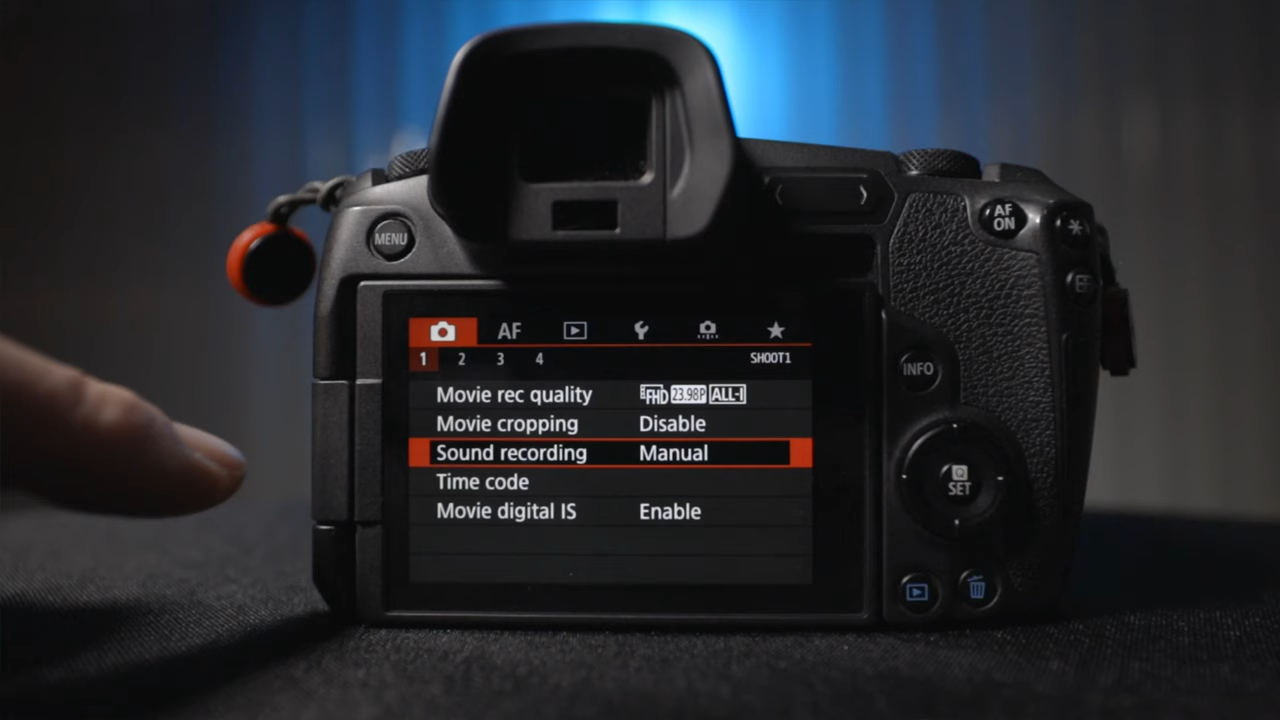 MENU
AF ON
INFO
AF
1 2 3 4 SHOOT1
Movie rec quality FHD 23.98P ALL-I
Movie cropping Disable
Sound recording Manual
Time code
Movie digital IS Enable
Q
SET